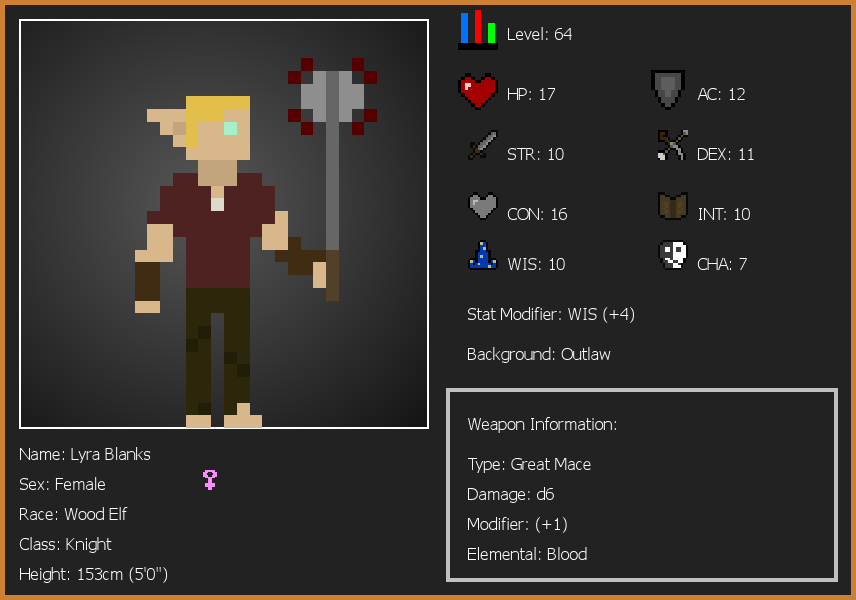 Level: 64
HP: 17
AC: 12
STR: 10
DEX: 11
CON: 16
INT: 10
WIS: 10
CHA: 7
Stat Modifier: WIS (+4)
Background: Outlaw
Weapon Information:
Type: Great Mace
Damage: d6
Modifier: (+1)
Elemental: Blood
Name: Lyra Blanks
Sex: Female
Race: Wood Elf
Class: Knight
Height: 153cm (5'0")